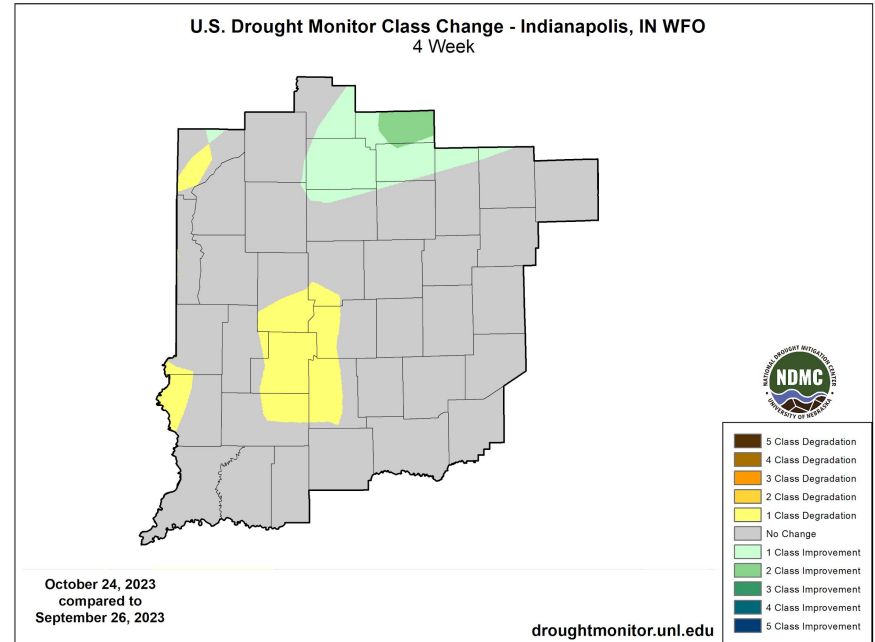 U.S. Drought Monitor Class Change - Indianapolis, IN WFO
4 Week
NATIONAL DROUGHT MITIGATION CENTER
NDMC
UNIVERSITY OF NEBRASKA
5 Class Degradation
4 Class Degradation
3 Class Degradation
2 Class Degradation
1 Class Degradation
No Change
1 Class Improvement
2 Class Improvement
3 Class Improvement
4 Class Improvement
5 Class Improvement
October 24, 2023
compared to
September 26, 2023
droughtmonitor.unl.edu